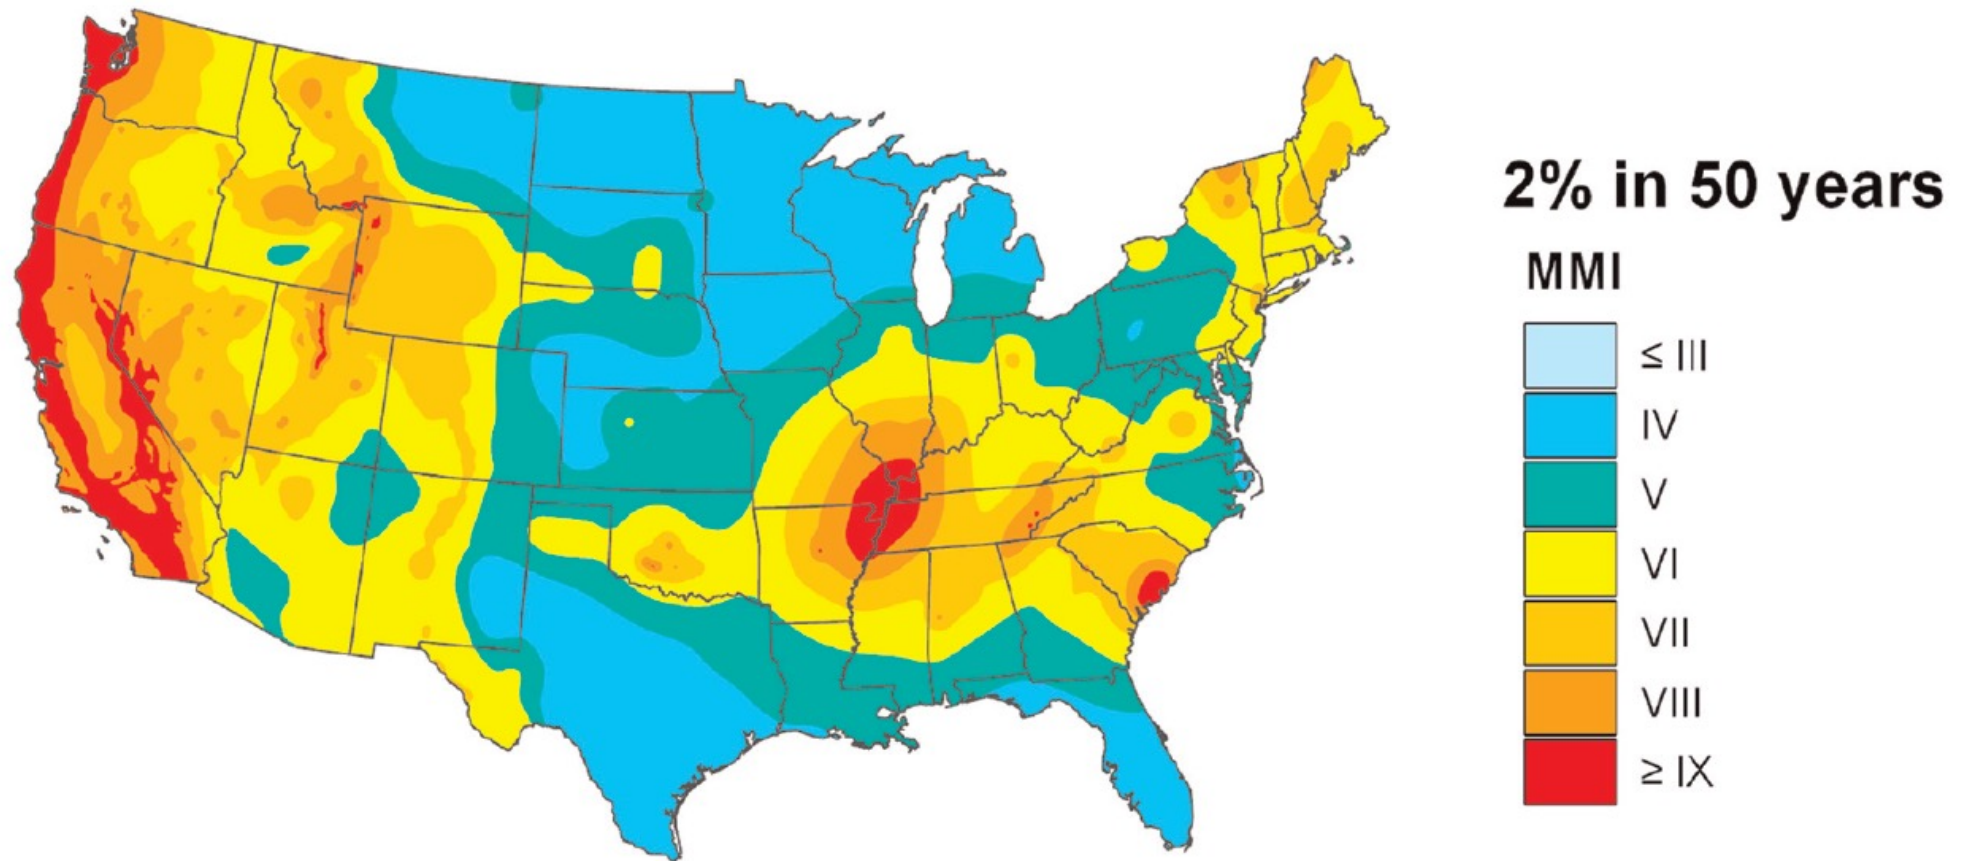 2% in 50 years
MMI
≤ III
IV
V
VI
VII
VIII
≥ IX